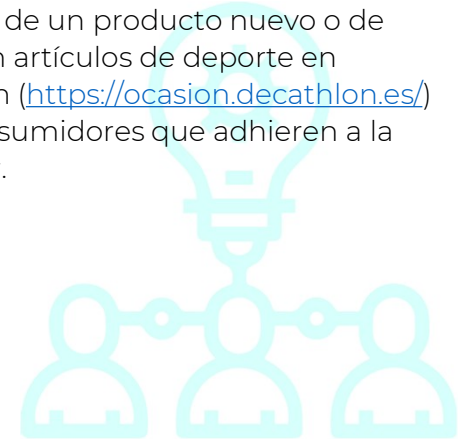 de un producto nuevo o de
artículos de deporte en
(https://ocasion.decathlon.es/)
sumidores que adhieren a la
.